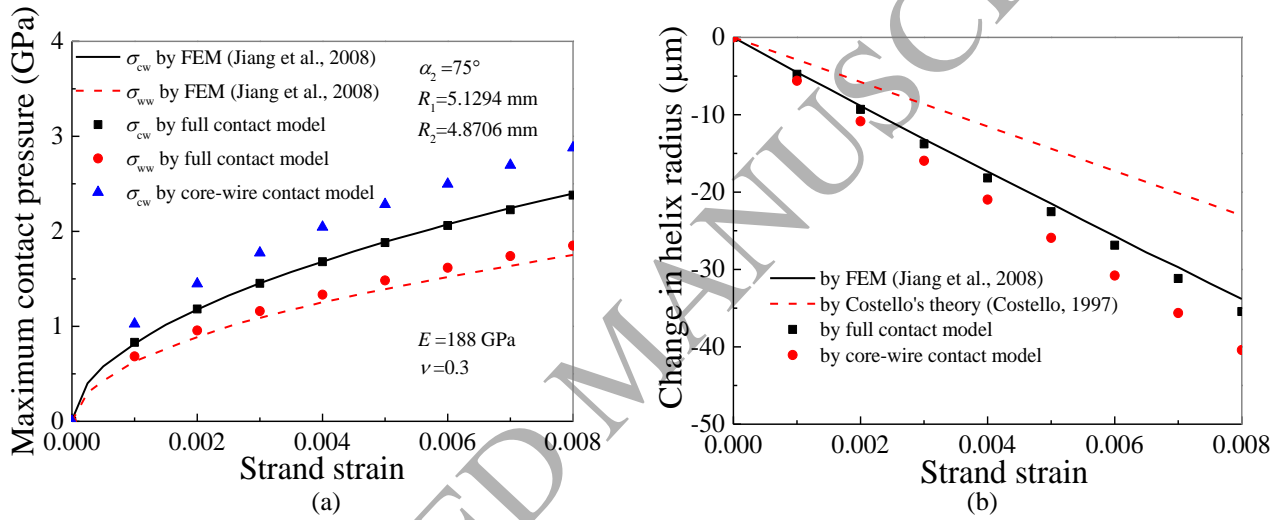 Maximum contact pressure (GPa)
4
3
2
1
0
σcw by FEM (Jiang et al., 2008)
σww by FEM (Jiang et al., 2008)
σcw by full contact model
σww by full contact model
σcw by core-wire contact model
α2 =75°
R1=5.1294 mm
R2=4.8706 mm
E =188 GPa
ν=0.3
0.000 0.002 0.004 0.006 0.008
Strand strain
(a)
Change in helix radius (μm)
0
-10
-20
-30
-40
-50
by FEM (Jiang et al., 2008)
by Costello's theory (Costello, 1997)
by full contact model
by core-wire contact model
0.000 0.002 0.004 0.006 0.008
Strand strain
(b)
ED MANUSC